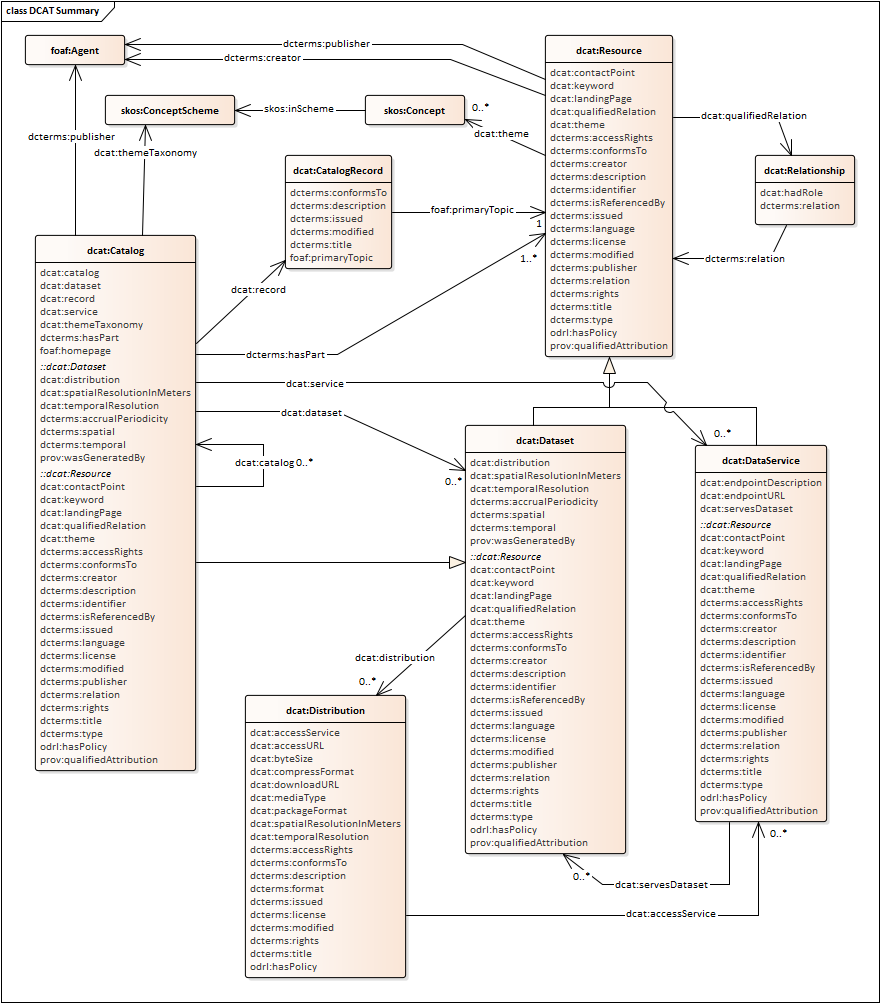 class DCAT Summary
foaf:Agent
dcterms:publisher
dcterms:creator
dcat:Resource
dcat:contactPoint
dcat:keyword
dcat:landingPage
dcat:qualifiedRelation
dcat:theme
dcterms:accessRights
dcterms:conformsTo
dcterms:creator
dcterms:description
dcterms:identifier
dcterms:isReferencedBy
dcterms:issued
dcterms:language
dcterms:license
dcterms:modified
dcterms:publisher
dcterms:relation
dcterms:rights
dcterms:title
dcterms:type
odrl:hasPolicy
prov:qualifiedAttribution
skos:ConceptScheme
skos:inScheme
skos:Concept
0..*
dcat:theme
dcat:qualifiedRelation
dcterms:publisher
dcat:themeTaxonomy
dcat:CatalogRecord
dcterms:conformsTo
dcterms:description
dcterms:issued
dcterms:modified
dcterms:title
foaf:primaryTopic
foaf:primaryTopic
1
1..*
dcat:Relationship
dcat:hadRole
dcterms:relation
dcterms:relation
dcat:Catalog
dcat:catalog
dcat:dataset
dcat:record
dcat:service
dcat:themeTaxonomy
dcterms:hasPart
foaf:homepage
::dcat:Dataset
dcat:distribution
dcat:spatialResolutionInMeters
dcat:temporalResolution
dcterms:accrualPeriodicity
dcterms:spatial
dcterms:temporal
prov:wasGeneratedBy
::dcat:Resource
dcat:contactPoint
dcat:keyword
dcat:landingPage
dcat:qualifiedRelation
dcat:theme
dcterms:accessRights
dcterms:conformsTo
dcterms:creator
dcterms:description
dcterms:identifier
dcterms:isReferencedBy
dcterms:issued
dcterms:language
dcterms:license
dcterms:modified
dcterms:publisher
dcterms:relation
dcterms:rights
dcterms:title
dcterms:type
odrl:hasPolicy
prov:qualifiedAttribution
dcat:record
dcterms:hasPart
dcat:service
0..*
dcat:dataset
0..*
dcat:catalog 0..*
dcat:Dataset
dcat:distribution
dcat:spatialResolutionInMeters
dcat:temporalResolution
dcterms:accrualPeriodicity
dcterms:spatial
dcterms:temporal
prov:wasGeneratedBy
::dcat:Resource
dcat:contactPoint
dcat:keyword
dcat:landingPage
dcat:qualifiedRelation
dcat:theme
dcterms:accessRights
dcterms:conformsTo
dcterms:creator
dcterms:description
dcterms:identifier
dcterms:isReferencedBy
dcterms:issued
dcterms:language
dcterms:license
dcterms:modified
dcterms:publisher
dcterms:relation
dcterms:rights
dcterms:title
dcterms:type
odrl:hasPolicy
prov:qualifiedAttribution
dcat:DataService
dcat:endpointDescription
dcat:endpointURL
dcat:servesDataset
::dcat:Resource
dcat:contactPoint
dcat:keyword
dcat:landingPage
dcat:qualifiedRelation
dcat:theme
dcterms:accessRights
dcterms:conformsTo
dcterms:creator
dcterms:description
dcterms:identifier
dcterms:isReferencedBy
dcterms:issued
dcterms:language
dcterms:license
dcterms:modified
dcterms:publisher
dcterms:relation
dcterms:rights
dcterms:title
dcterms:type
odrl:hasPolicy
prov:qualifiedAttribution
dcat:distribution
0..*
dcat:Distribution
dcat:accessService
dcat:accessURL
dcat:byteSize
dcat:compressFormat
dcat:downloadURL
dcat:mediaType
dcat:packageFormat
dcat:spatialResolutionInMeters
dcat:temporalResolution
dcterms:accessRights
dcterms:conformsTo
dcterms:description
dcterms:format
dcterms:issued
dcterms:license
dcterms:modified
dcterms:rights
dcterms:title
odrl:hasPolicy
0..*
0..*
dcat:servesDataset
dcat:accessService